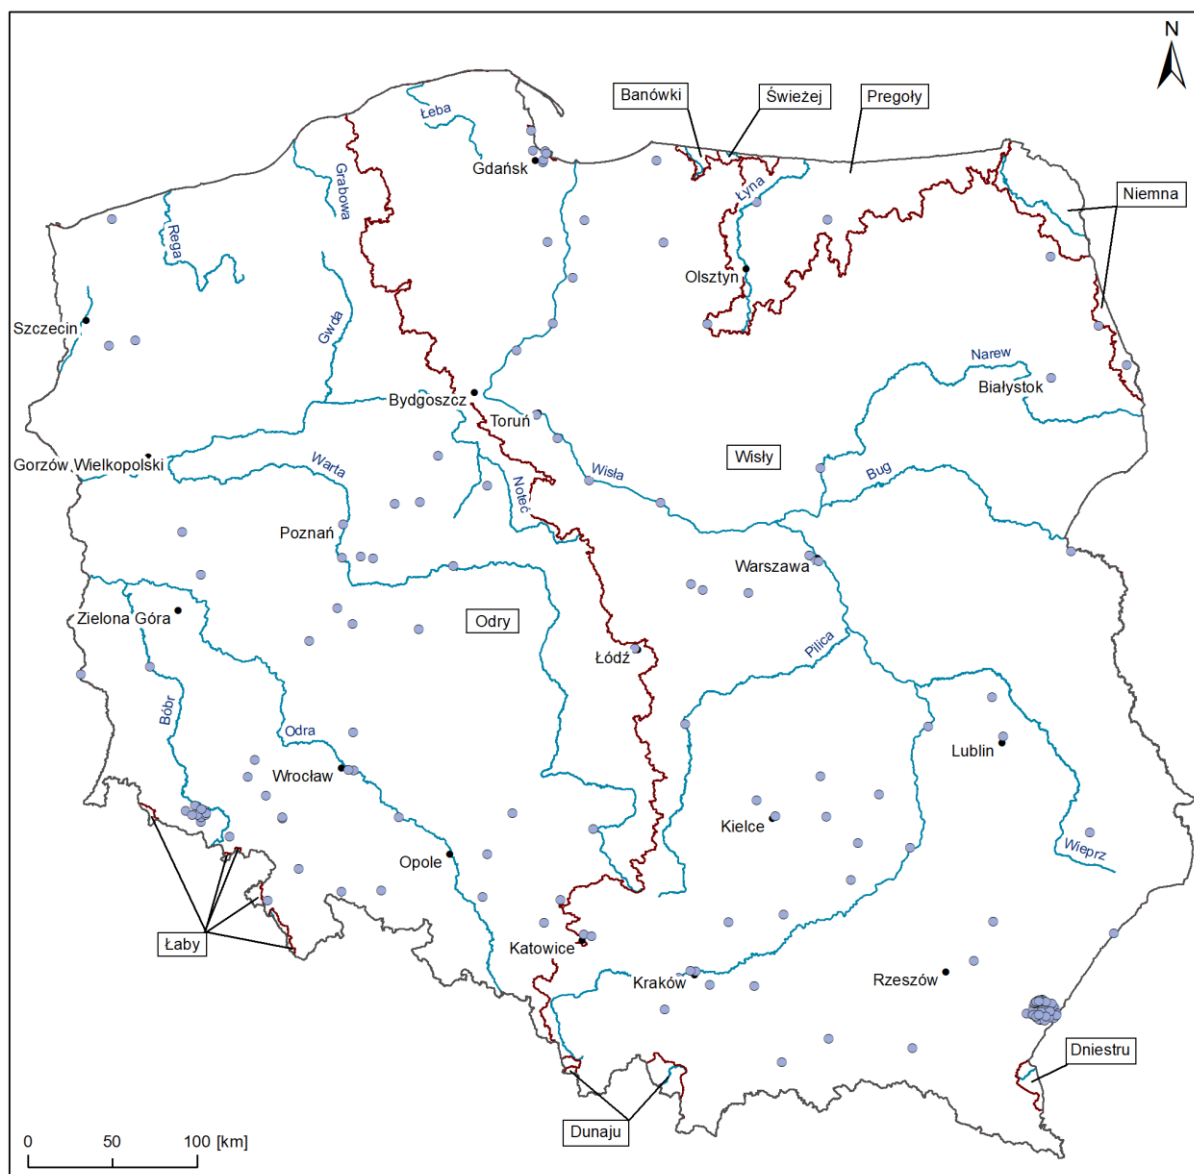 N
Banówki
Świeżej
Pregoły
Łeba
Gdańsk
Grabowa
Łyna
Niemna
Rega
Olsztyn
Szczecin
Gwda
Narew
Białystok
Bydgoszcz
Toruń
Gorzów Wielkopolski
Warta
Wisła
Wisły
Bug
Noteć
Poznań
Warszawa
Zielona Góra
Odry
Pilica
Łódź
Bóbr
Odra
Lublin
Wrocław
Kielce
Wieprz
Opole
Łaby
Katowice
Kraków
Rzeszów
Dniestru
Dunaju
0 50 100 [km]